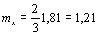 mₓ = 2/3 1,81 = 1,21